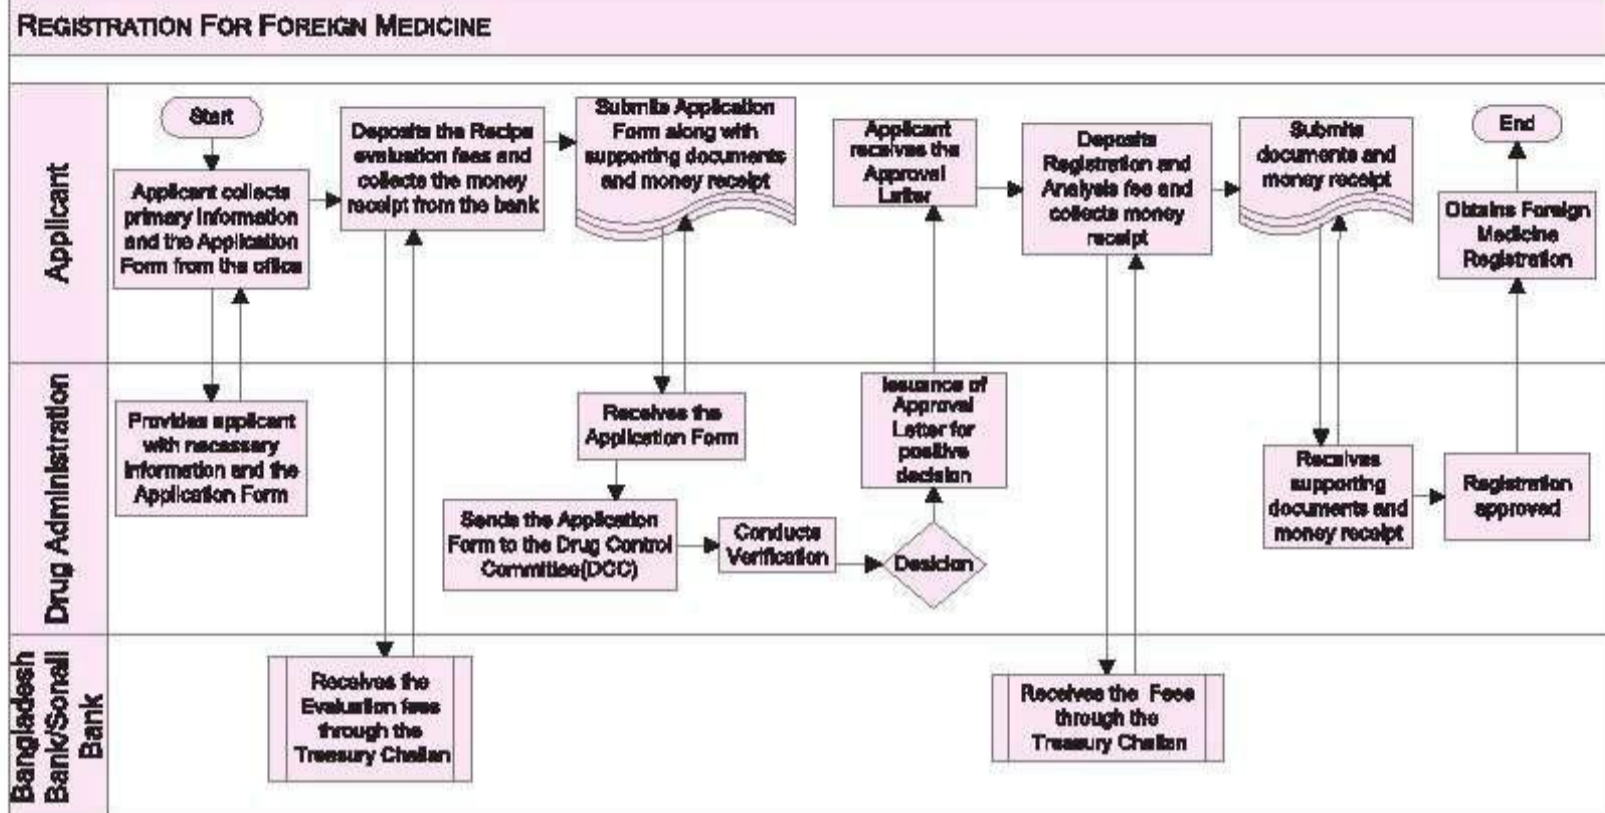 REGISTRATION FOR FOREIGN MEDICINE
Applicant
Start
Applicant collects
primary information
and the Application
Form from the office
Deposits the Recipe
evaluation fees and
collects the money
receipt from the bank
Submits Application
Form along with
supporting documents
and money receipt
Applicant
receives the
Approval
Letter
Deposits
Registration and
Analysis fee and
collects money
receipt
Submits
documents and
money receipt
End
Obtains Foreign
Medicine
Registration
Drug Administration
Provides applicant
with necessary
information and the
Application Form
Receives the
Application Form
Sends the Application
Form to the Drug Control
Committee(DCC)
Conducts
Verification
Desicion
Issuance of
Approval
Letter for
positive
decision
Receives
supporting
documents and
money receipt
Registration
approved
Bangladesh
Bank/Sonali
Bank
Receives the
Evaluation fees
through the
Treasury Challan
Receives the Fees
through the
Treasury Challan